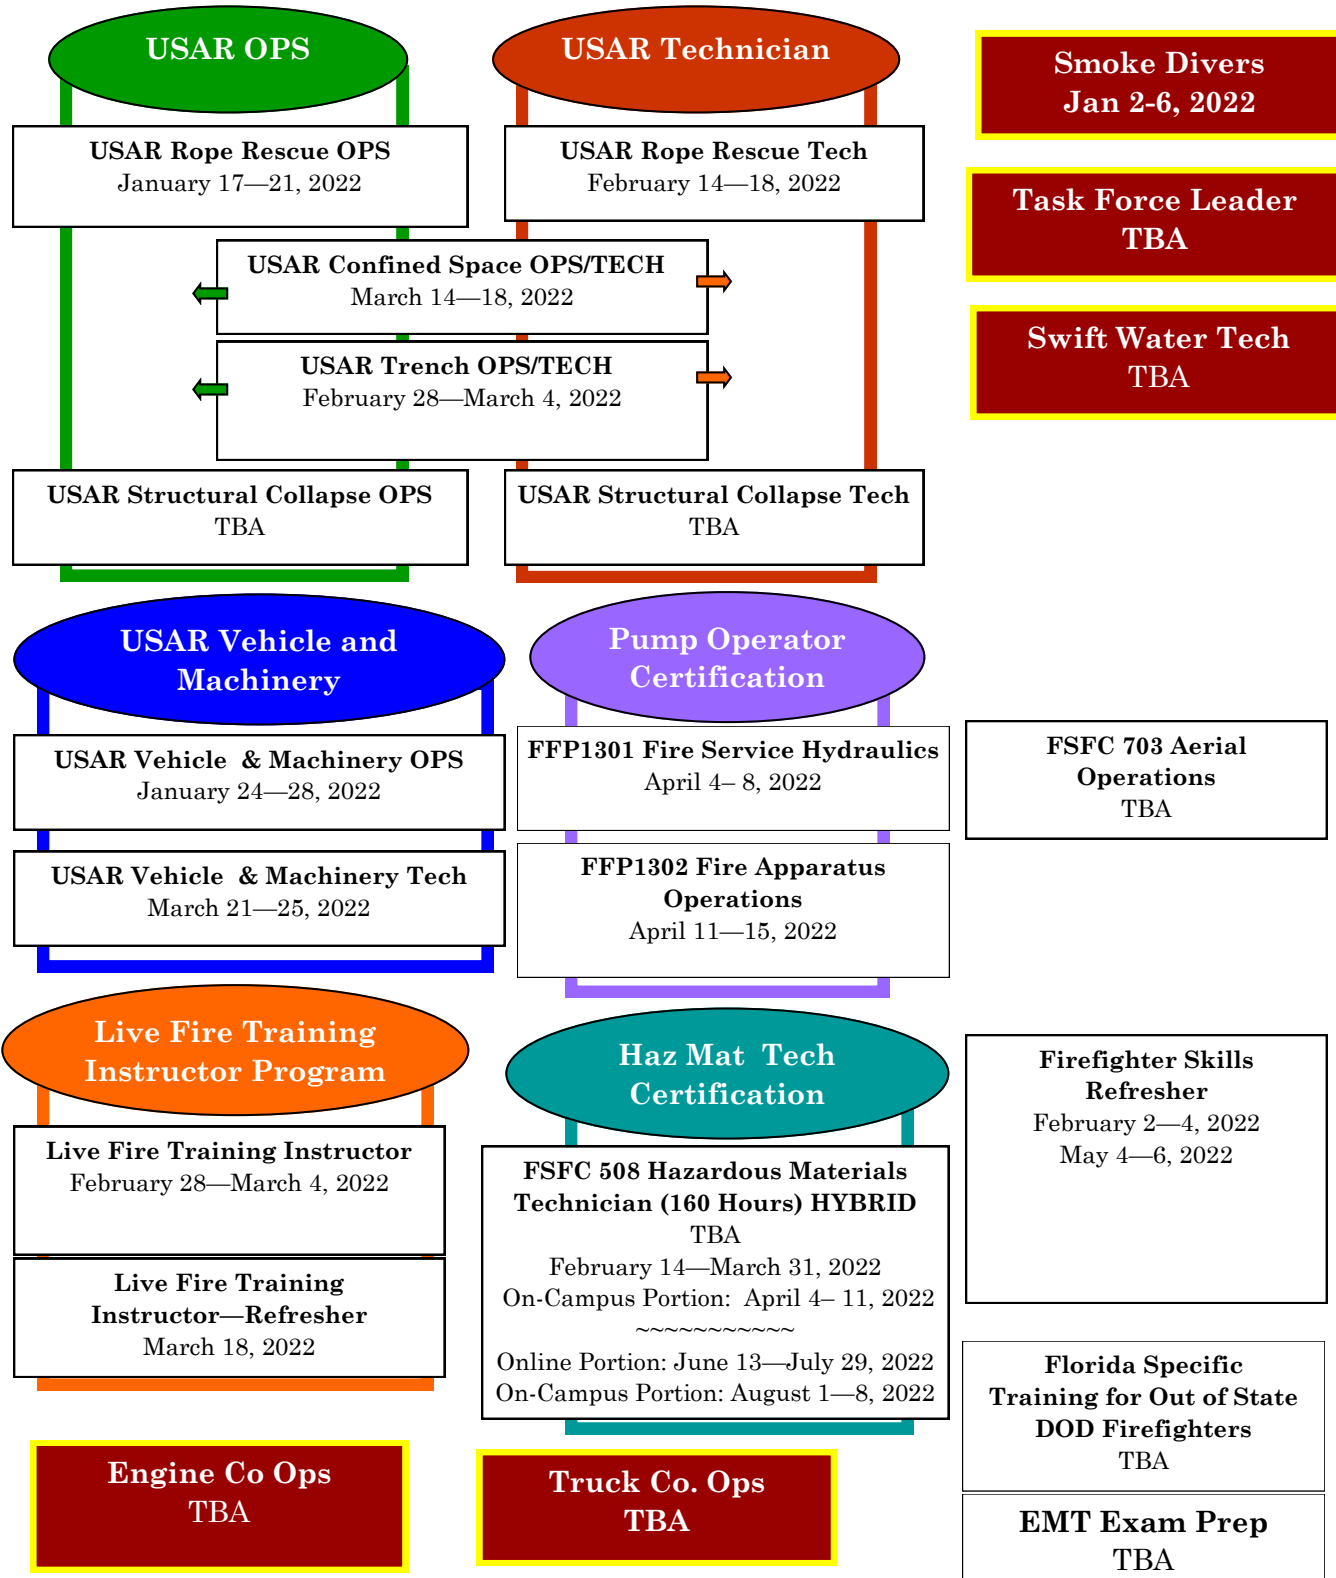 USAR OPS
USAR Rope Rescue OPS
January 17—21, 2022
USAR Technician
USAR Rope Rescue Tech
February 14—18, 2022
USAR Confined Space OPS/TECH
March 14—18, 2022
USAR Trench OPS/TECH
February 28—March 4, 2022
USAR Structural Collapse OPS
TBA
USAR Structural Collapse Tech
TBA
Smoke Divers
Jan 2-6, 2022
Task Force Leader
TBA
Swift Water Tech
TBA
USAR Vehicle and
Machinery
USAR Vehicle  & Machinery OPS
January 24—28, 2022
USAR Vehicle  & Machinery Tech
March 21—25, 2022
Pump Operator
Certification
FFP1301 Fire Service Hydraulics
April 4– 8, 2022
FFP1302 Fire Apparatus
Operations
April 11—15, 2022
FSFC 703 Aerial
Operations
TBA
Live Fire Training
Instructor Program
Live Fire Training Instructor
February 28—March 4, 2022
Live Fire Training
Instructor—Refresher
March 18, 2022
Haz Mat  Tech
Certification
FSFC 508 Hazardous Materials
Technician (160 Hours) HYBRID
TBA
February 14—March 31, 2022
On-Campus Portion:  April 4– 11, 2022
~~~~~~~~~~~
Online Portion: June 13—July 29, 2022
On-Campus Portion: August 1—8, 2022
Firefighter Skills
Refresher
February 2—4, 2022
May 4—6, 2022
Florida Specific
Training for Out of State
DOD Firefighters
TBA
Engine Co Ops
TBA
Truck Co. Ops
TBA
EMT Exam Prep
TBA